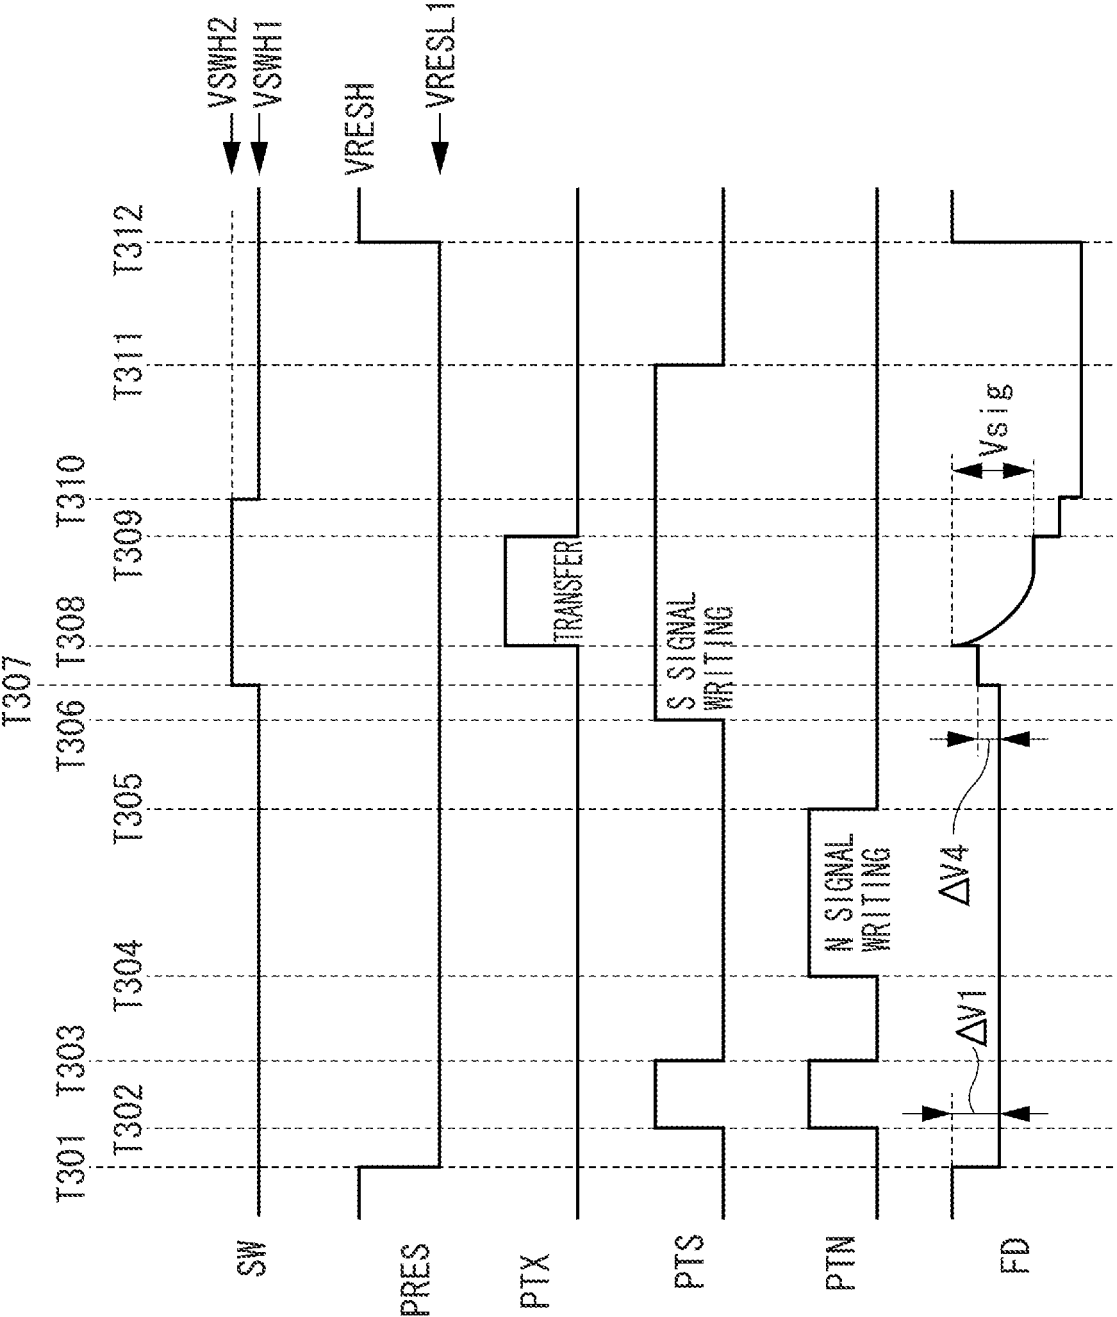 T307
T301
T303
T306
T308
T310
T302
T304
T305
T309
T311
T312
SW
VSWH2
VSWH1
PRES
VRESH
VRESL1
PTX
TRANSFER
PTS
S SIGNAL
WRITING
PTN
N SIGNAL
WRITING
FD
ΔV1
ΔV4
Vsig